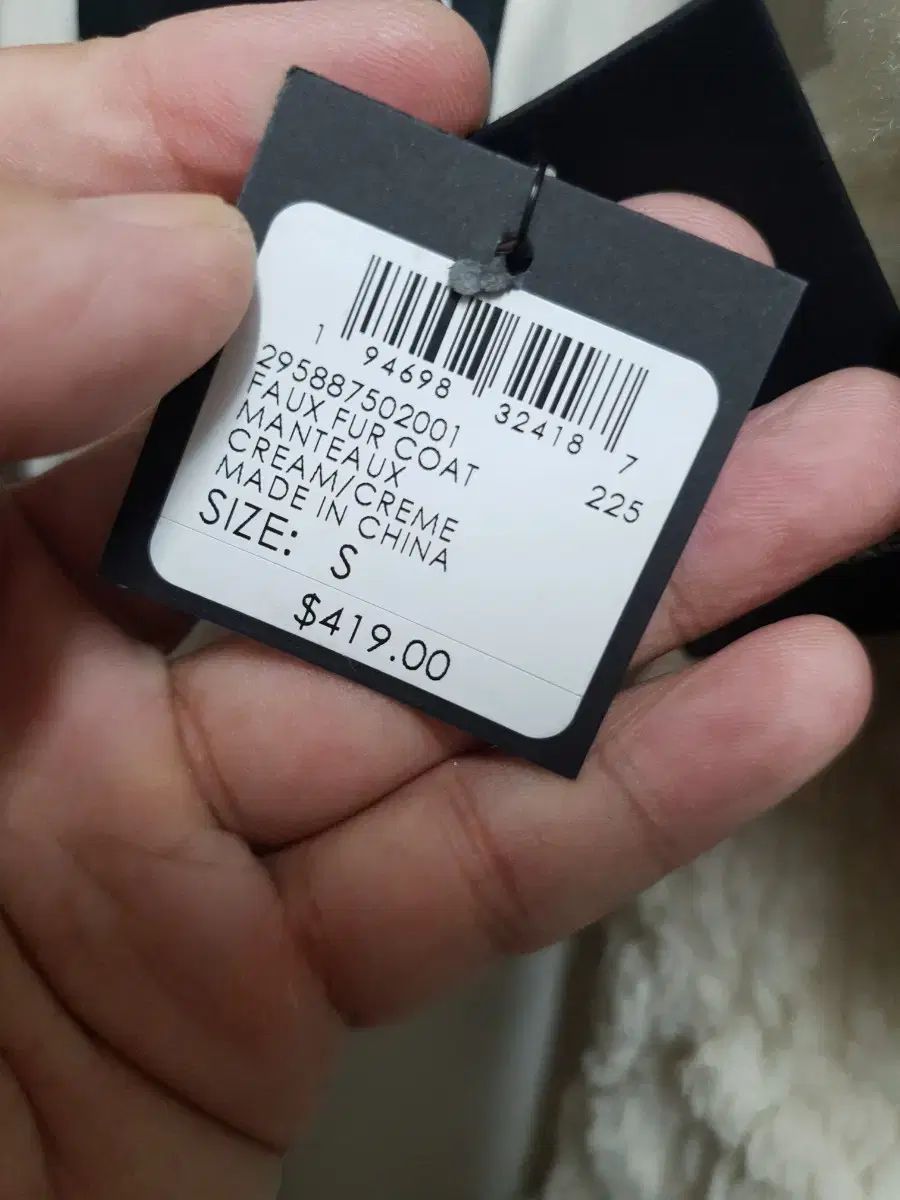 1 94698 32418 7
295887502001 225
FAUX FUR COAT
MANTEAUX
CREAM/CREME
MADE IN CHINA
SIZE: S
$419.00